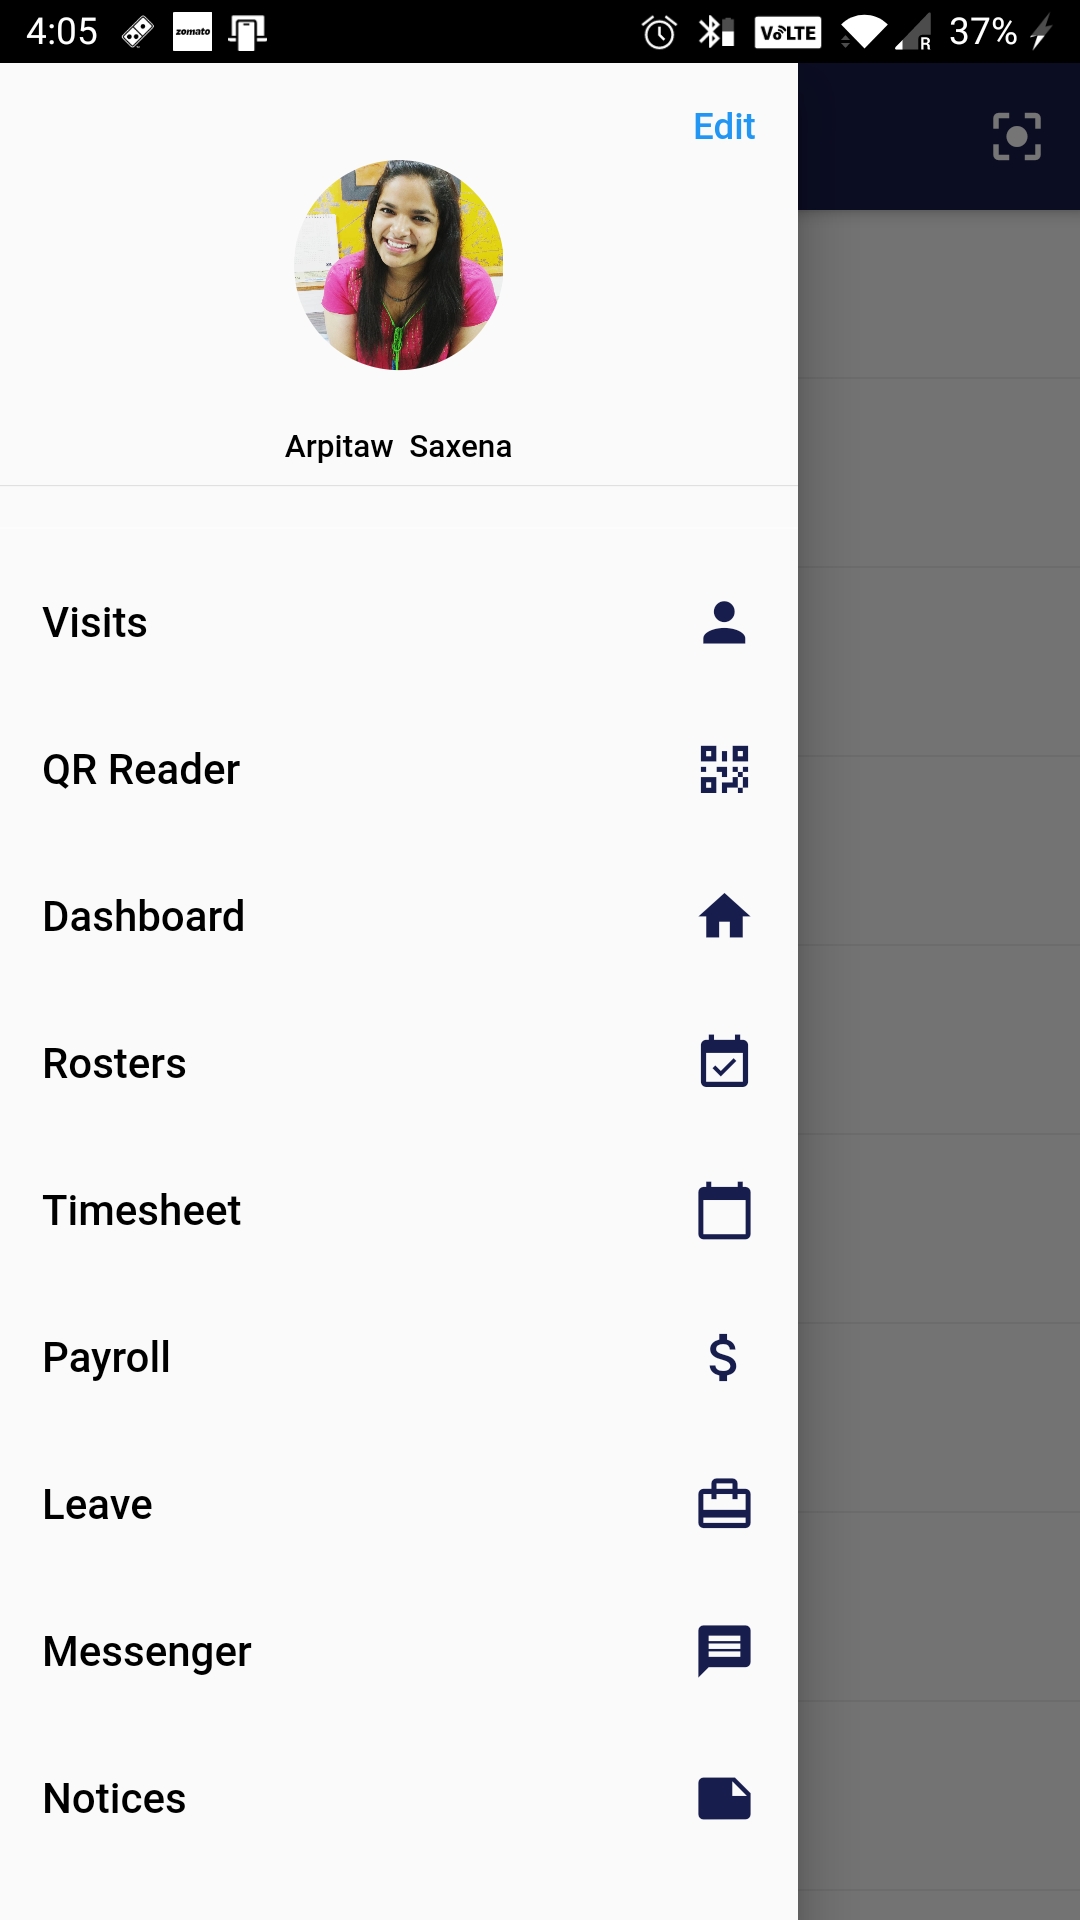 4:05 zomato VoLTE R 37%
Edit
Arpitaw Saxena
Visits
QR Reader
Dashboard
Rosters
Timesheet
Payroll
Leave
Messenger
Notices